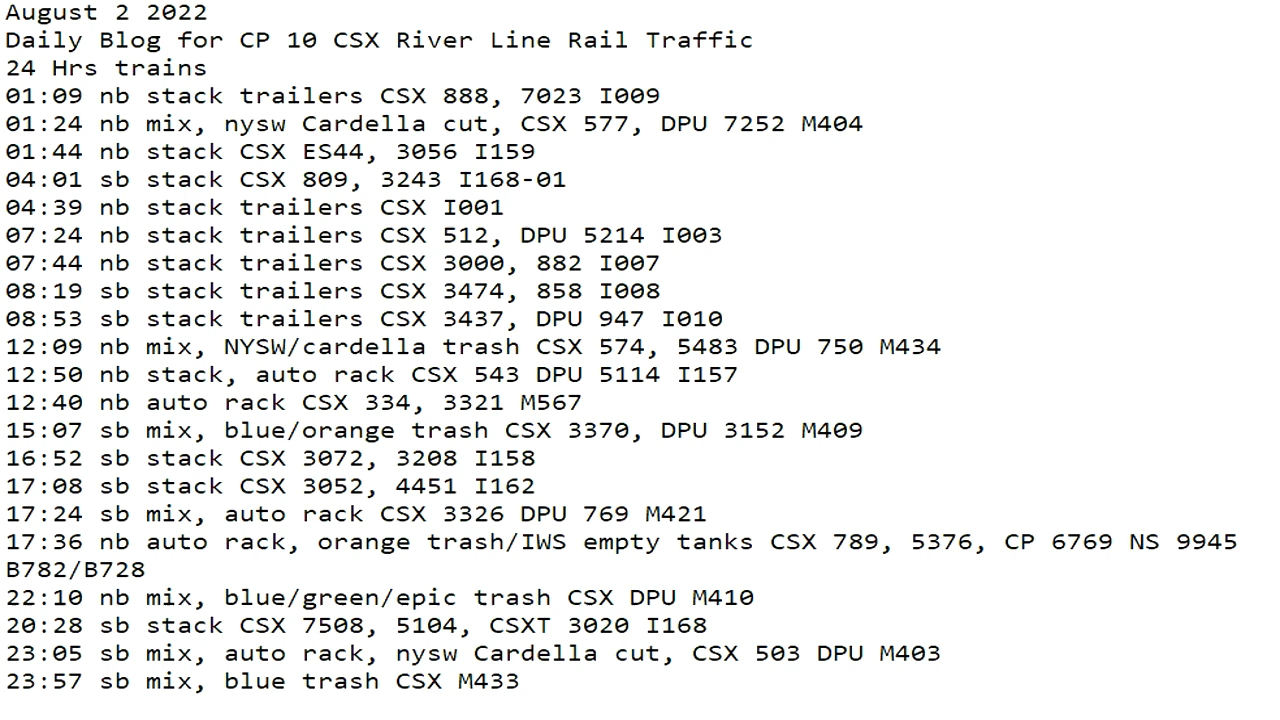 August 2 2022
Daily Blog for CP 10 CSX River Line Rail Traffic
24 Hrs trains
01:09 nb stack trailers CSX 888, 7023 I009
01:24 nb mix, nysw Cardella cut, CSX 577, DPU 7252 M404
01:44 nb stack CSX ES44, 3056 I159
04:01 sb stack CSX 809, 3243 I168-01
04:39 nb stack trailers CSX I001
07:24 nb stack trailers CSX 512, DPU 5214 I003
07:44 nb stack trailers CSX 3000, 882 I007
08:19 sb stack trailers CSX 3474, 858 I008
08:53 sb stack trailers CSX 3437, DPU 947 I010
12:09 nb mix, NYSW/cardella trash CSX 574, 5483 DPU 750 M434
12:50 nb stack, auto rack CSX 543 DPU 5114 I157
12:40 nb auto rack CSX 334, 3321 M567
15:07 sb mix, blue/orange trash CSX 3370, DPU 3152 M409
16:52 sb stack CSX 3072, 3208 I158
17:08 sb stack CSX 3052, 4451 I162
17:24 sb mix, auto rack CSX 3326 DPU 769 M421
17:36 nb auto rack, orange trash/IWS empty tanks CSX 789, 5376, CP 6769 NS 9945
B782/B728
22:10 nb mix, blue/green/epic trash CSX DPU M410
20:28 sb stack CSX 7508, 5104, CSXT 3020 I168
23:05 sb mix, auto rack, nysw Cardella cut, CSX 503 DPU M403
23:57 sb mix, blue trash CSX M433